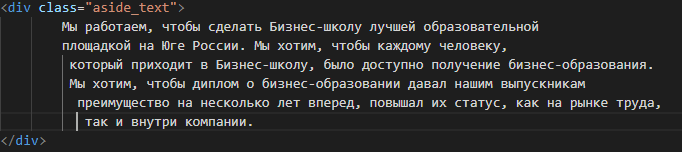 <div class="aside_text">
Мы работаем, чтобы сделать Бизнес-школу лучшей образовательной
площадкой на Юге России. Мы хотим, чтобы каждому человеку,
который приходит в Бизнес-школу, было доступно получение бизнес-образования.
Мы хотим, чтобы диплом о бизнес-образовании давал нашим выпускникам
преимущество на несколько лет вперед, повышал их статус, как на рынке труда,
так и внутри компании.
</div>